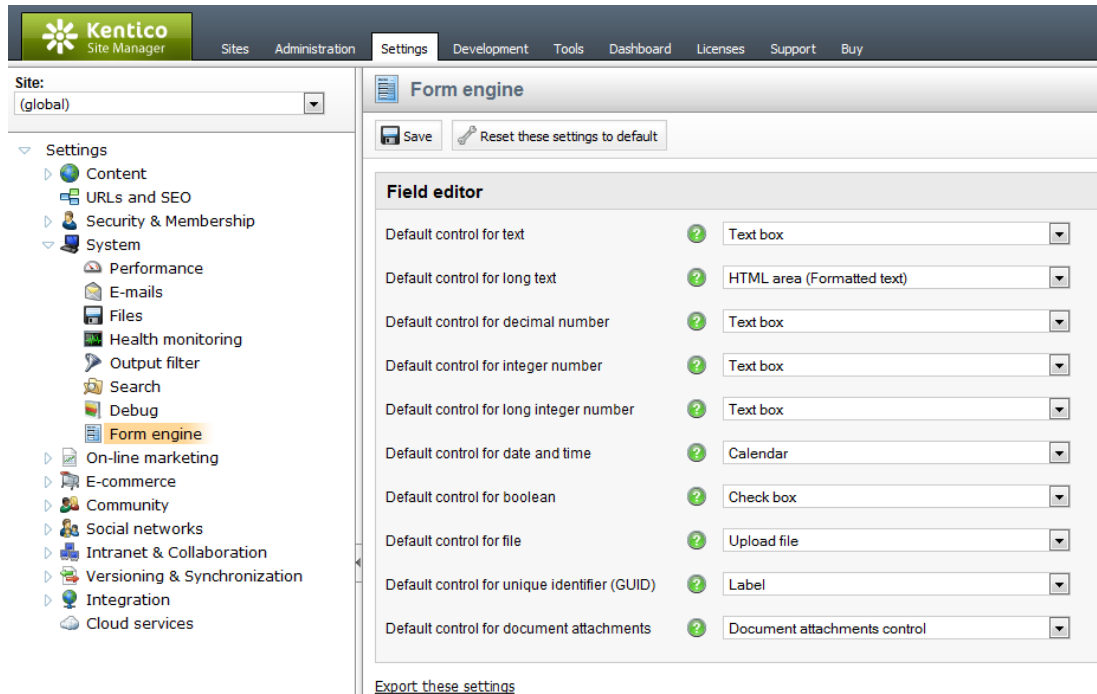 Kentico
Site Manager
Sites Administration Settings Development Tools Dashboard Licenses Support Buy
Site:
(global)
Settings
Content
URLs and SEO
Security & Membership
System
Performance
E-mails
Files
Health monitoring
Output filter
Search
Debug
Form engine
On-line marketing
E-commerce
Community
Social networks
Intranet & Collaboration
Versioning & Synchronization
Integration
Cloud services
Form engine
Save Reset these settings to default
Field editor
Default control for text ? Text box
Default control for long text ? HTML area (Formatted text)
Default control for decimal number ? Text box
Default control for integer number ? Text box
Default control for long integer number ? Text box
Default control for date and time ? Calendar
Default control for boolean ? Check box
Default control for file ? Upload file
Default control for unique identifier (GUID) ? Label
Default control for document attachments ? Document attachments control
Export these settings